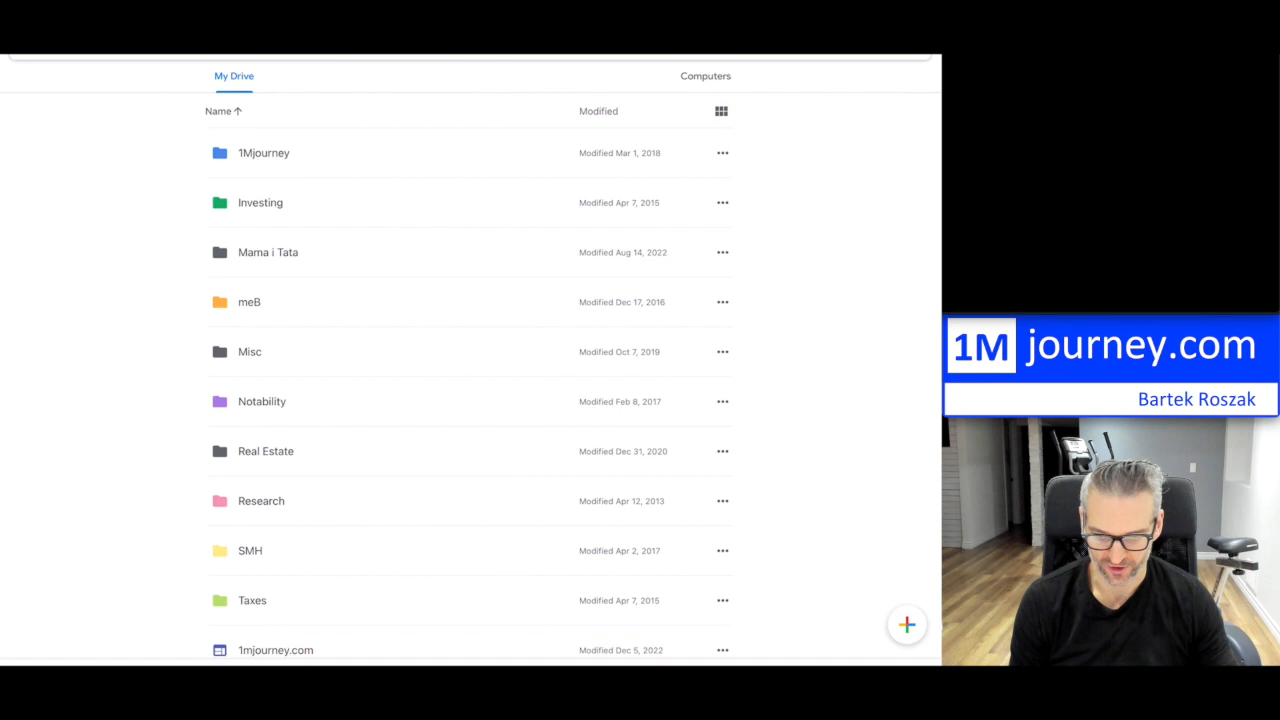 My Drive Computers
Name Modified
1Mjourney Modified Mar 1, 2018
Investing Modified Apr 7, 2015
Mama i Tata Modified Aug 14, 2022
meB Modified Dec 17, 2016
Misc Modified Oct 7, 2019
Notability Modified Feb 8, 2017
Real Estate Modified Dec 31, 2020
Research Modified Apr 12, 2013
SMH Modified Apr 2, 2017
Taxes Modified Apr 7, 2015
1mjourney.com Modified Dec 5, 2022
1M journey.com
Bartek Roszak